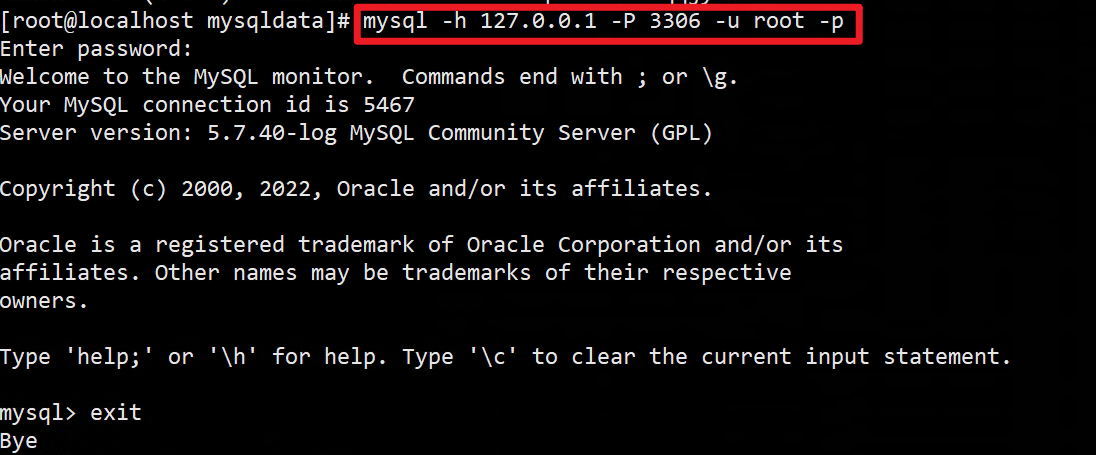 [root@localhost mysqldata]# mysql -h 127.0.0.1 -P 3306 -u root -p
Enter password:
Welcome to the MySQL monitor.  Commands end with ; or \g.
Your MySQL connection id is 5467
Server version: 5.7.40-log MySQL Community Server (GPL)
Copyright (c) 2000, 2022, Oracle and/or its affiliates.
Oracle is a registered trademark of Oracle Corporation and/or its
affiliates. Other names may be trademarks of their respective
owners.
Type 'help;' or '\h' for help. Type '\c' to clear the current input statement.
mysql> exit
Bye